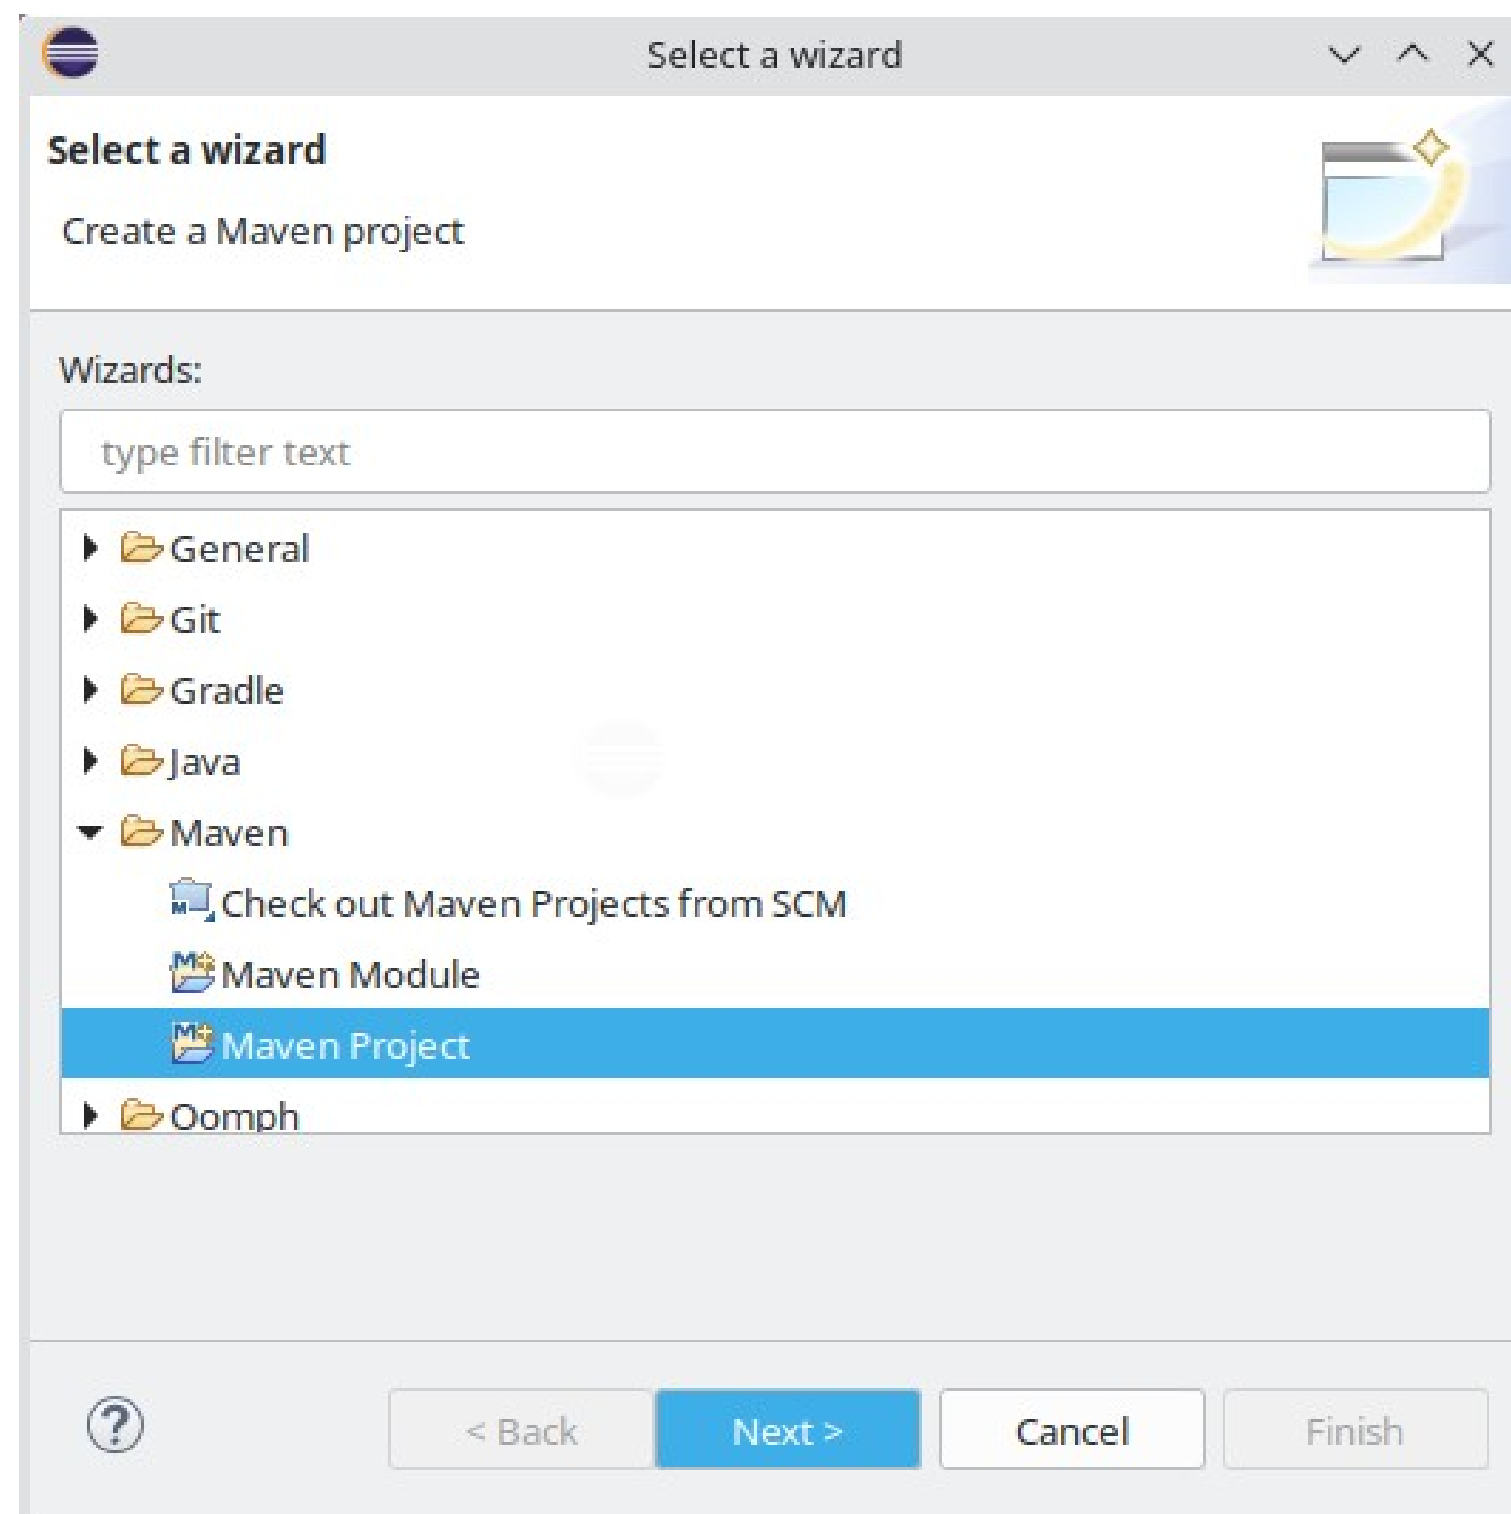 Select a wizard
Select a wizard
Create a Maven project
Wizards:
type filter text
General
Git
Gradle
Java
Maven
Check out Maven Projects from SCM
Maven Module
Maven Project
Oomph
< Back Next > Cancel Finish